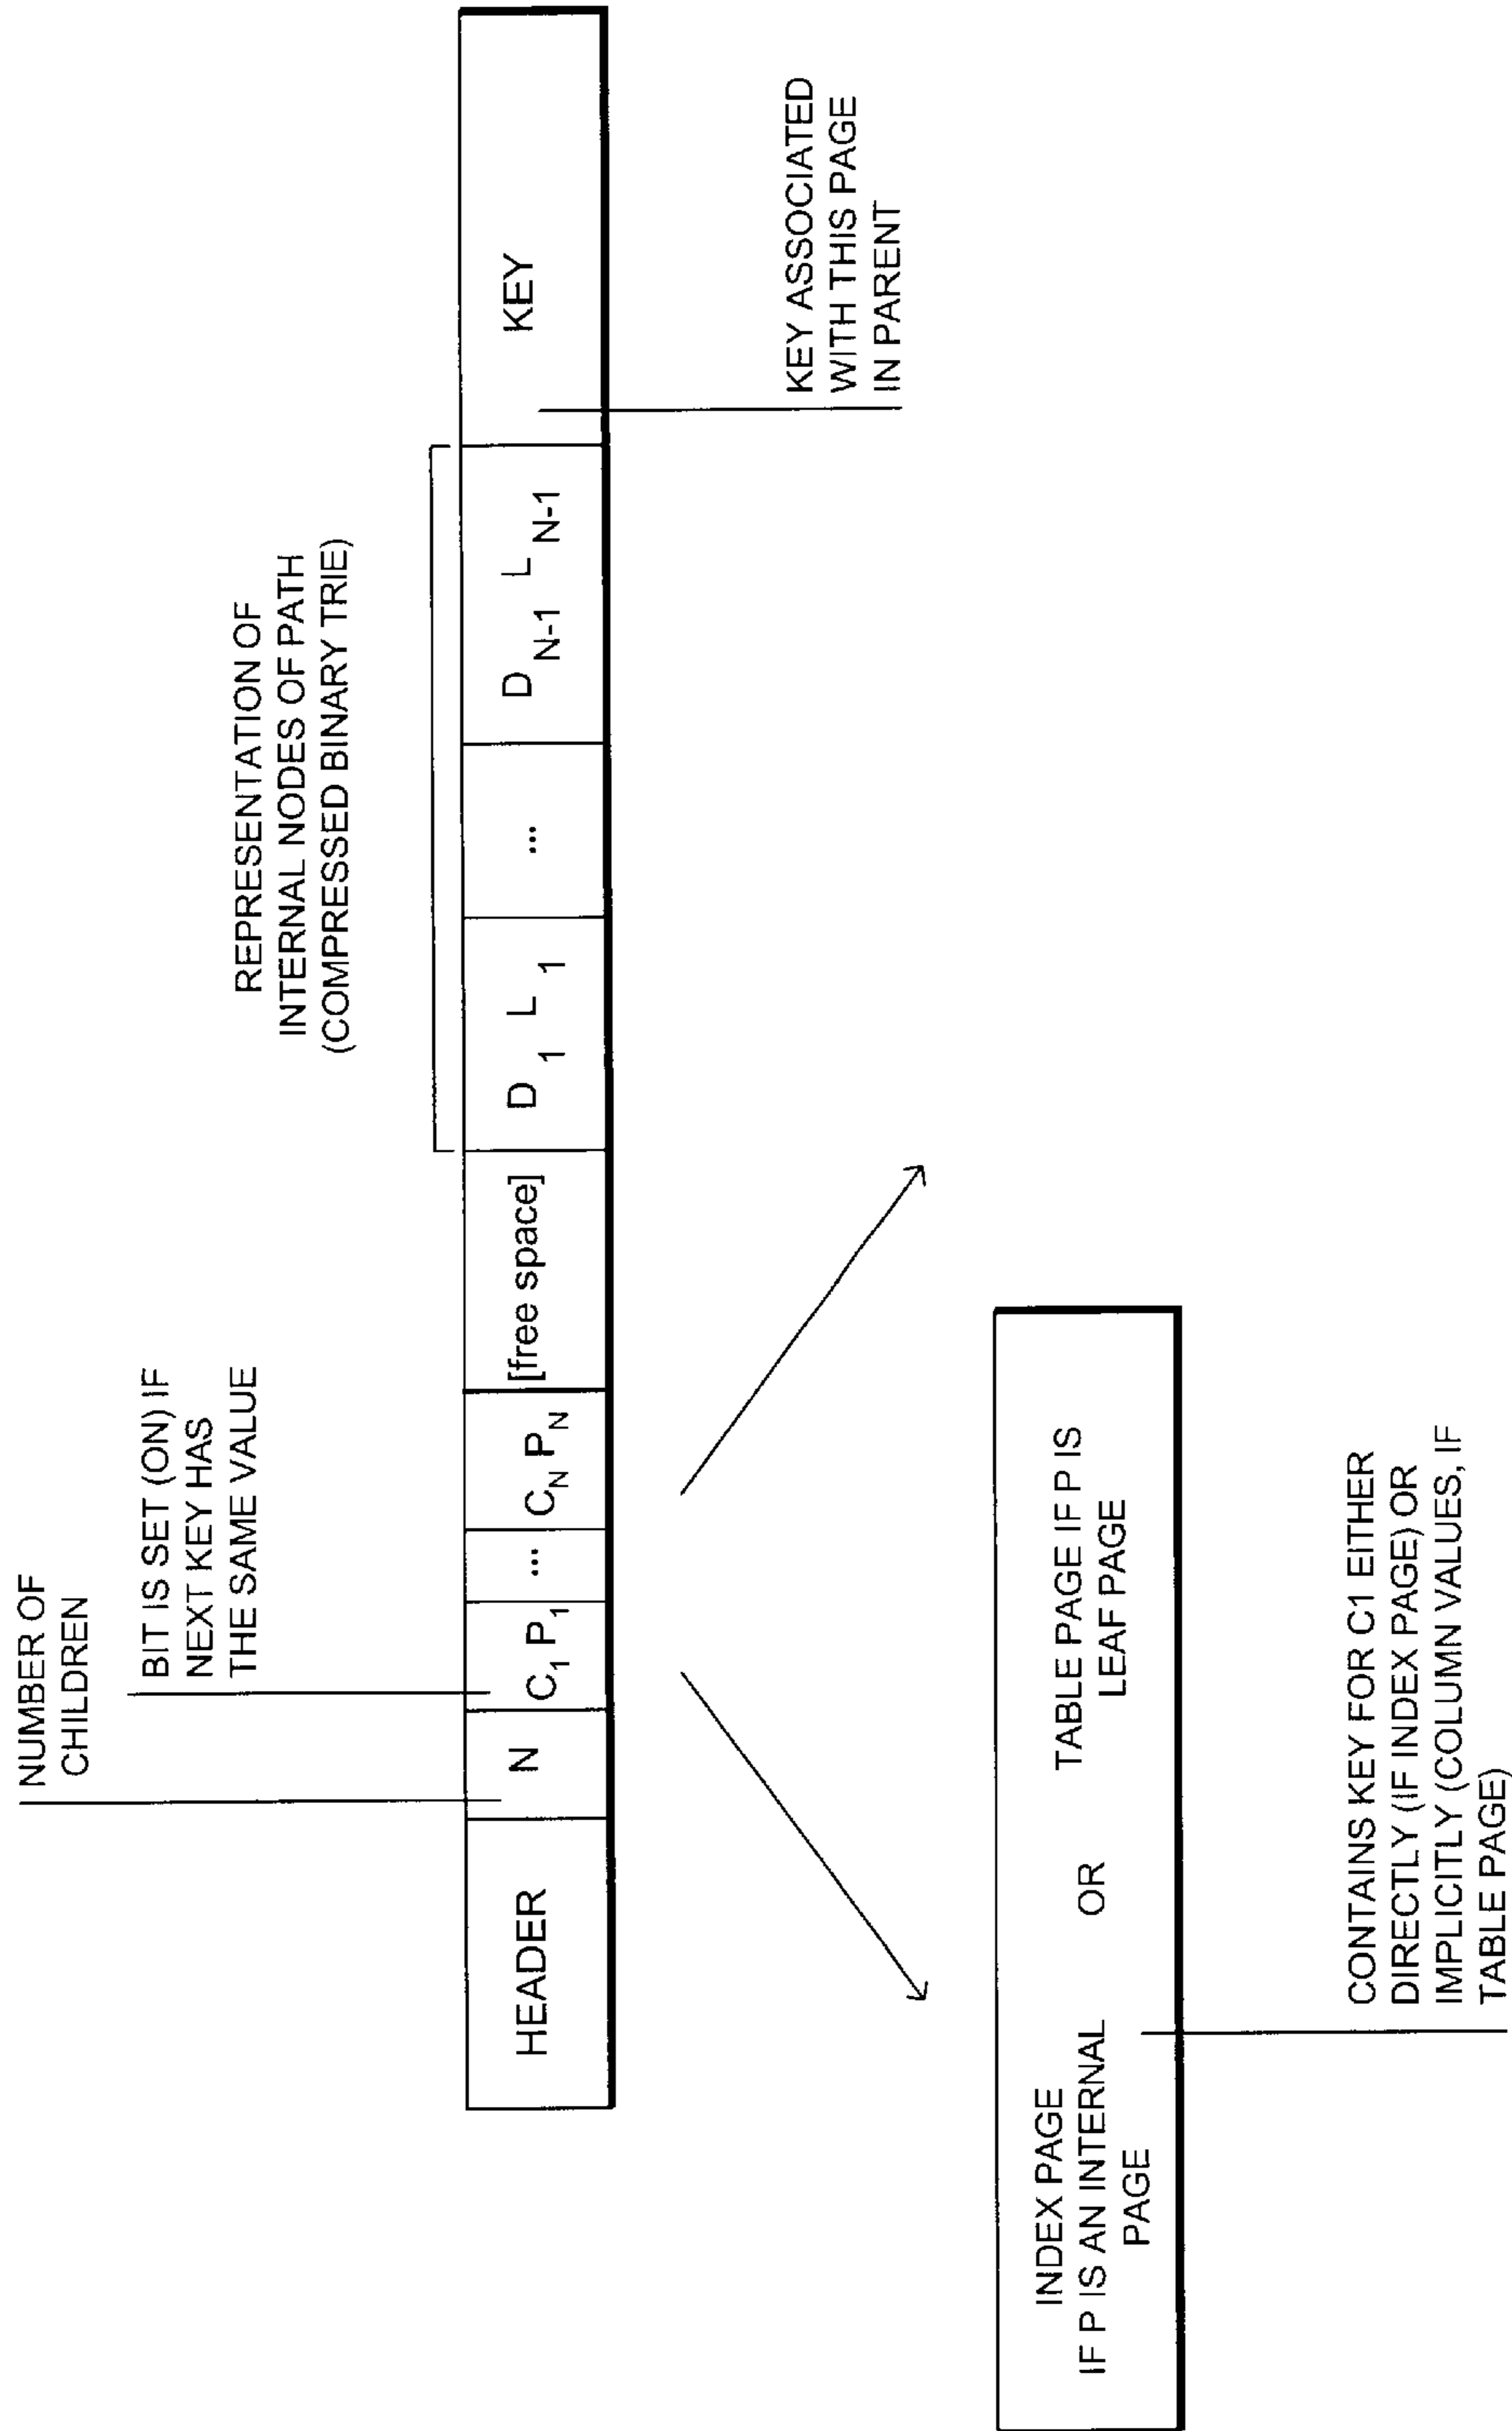 NUMBER OF
CHILDREN
BIT IS SET (ON) IF
NEXT KEY HAS
THE SAME VALUE
REPRESENTATION OF
INTERNAL NODES OF PATH
(COMPRESSED BINARY TRIE)
HEADER
N
C1 P1
...
CN PN
[free space]
D1 L1
...
DN-1 LN-1
KEY
KEY ASSOCIATED
WITH THIS PAGE
IN PARENT
INDEX PAGE
IF P IS AN INTERNAL
PAGE
OR
TABLE PAGE IF P IS
LEAF PAGE
CONTAINS KEY FOR C1 EITHER
DIRECTLY (IF INDEX PAGE) OR
IMPLICITLY (COLUMN VALUES, IF
TABLE PAGE)